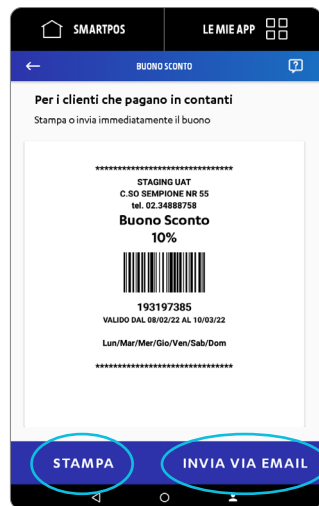 SMARTPOS LE MIE APP
BUONO SCONTO ?
Per i clienti che pagano in contanti
Stampa o invia immediatamente il buono
*******************************
STAGING UAT
C.SO SEMPIONE NR 55
tel. 02.34888758
Buono Sconto
10%
193197385
VALIDO DAL 08/02/22 AL 10/03/22
Lun/Mar/Mer/Gio/Ven/Sab/Dom
*******************************
STAMPA INVIA VIA EMAIL